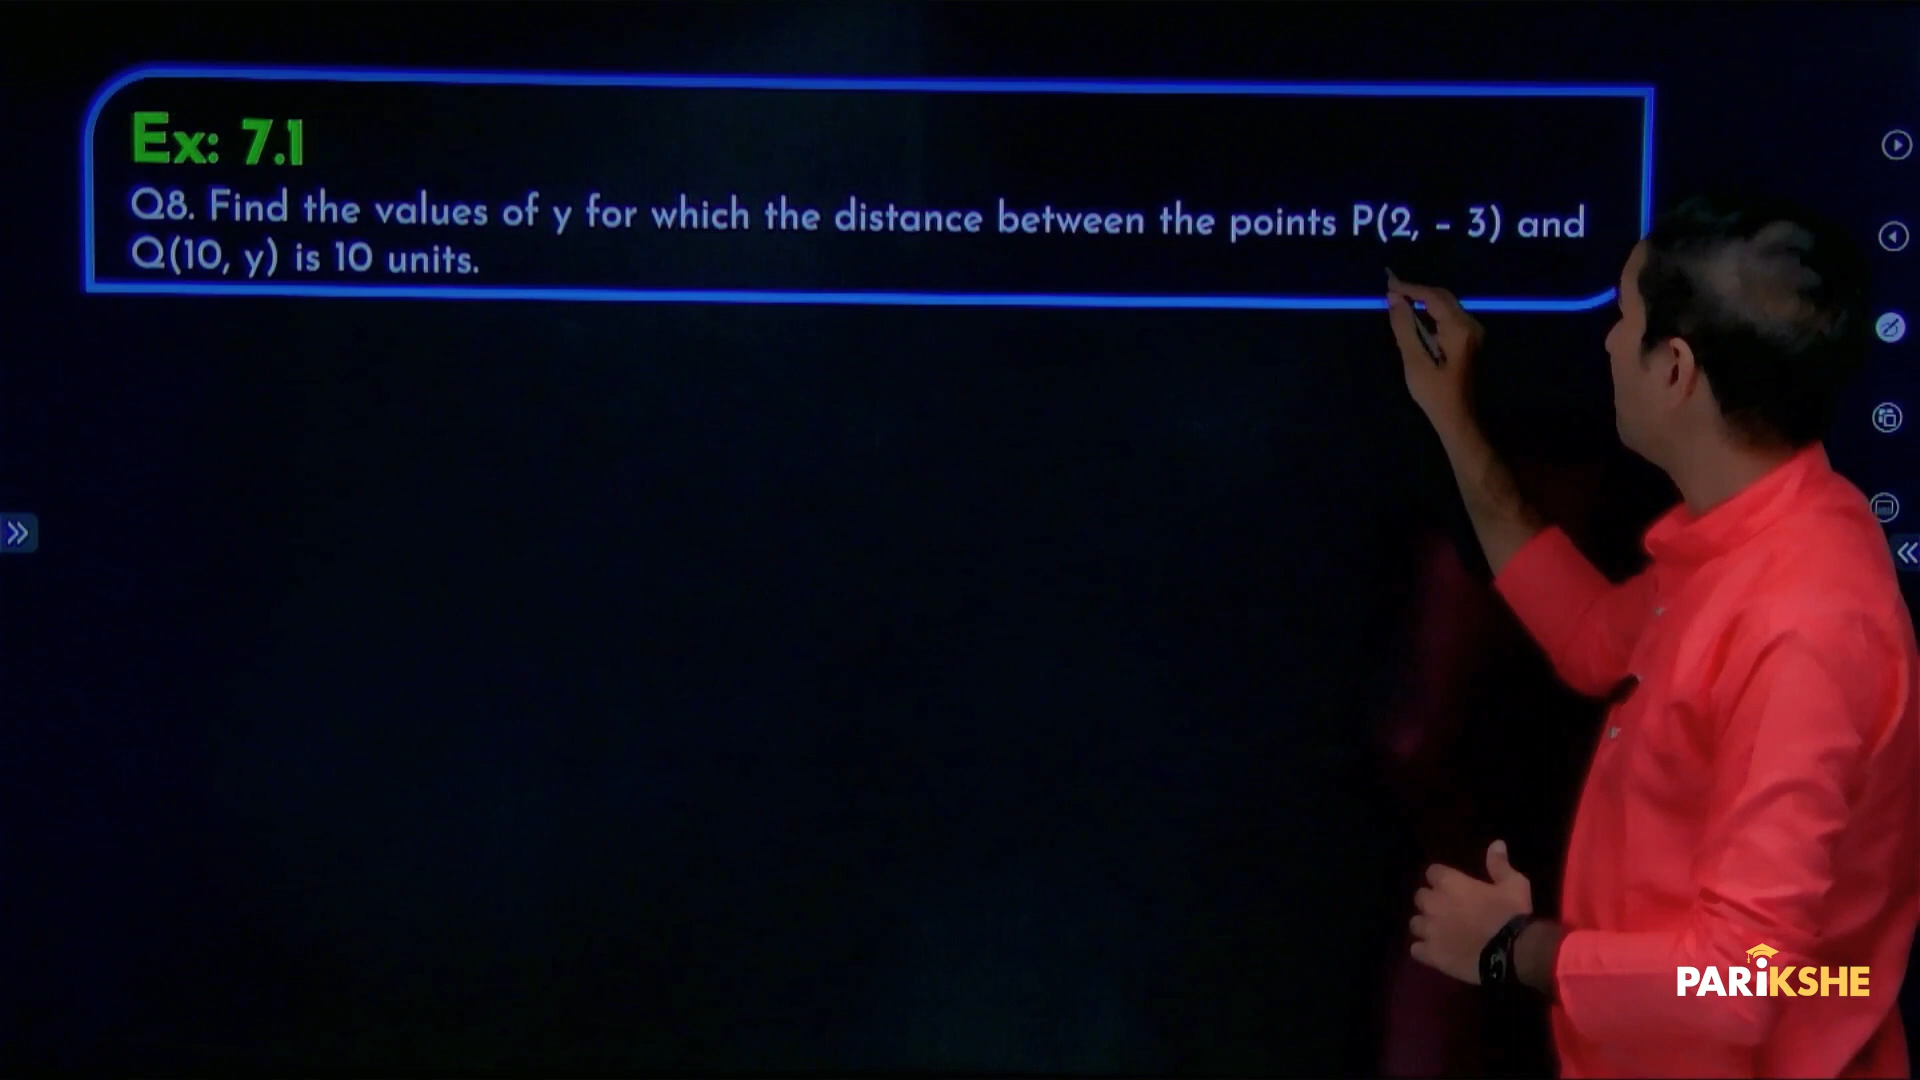 Ex: 7.1
Q8. Find the values of y for which the distance between the points P(2, – 3) and
Q(10, y) is 10 units.
PARIKSHE